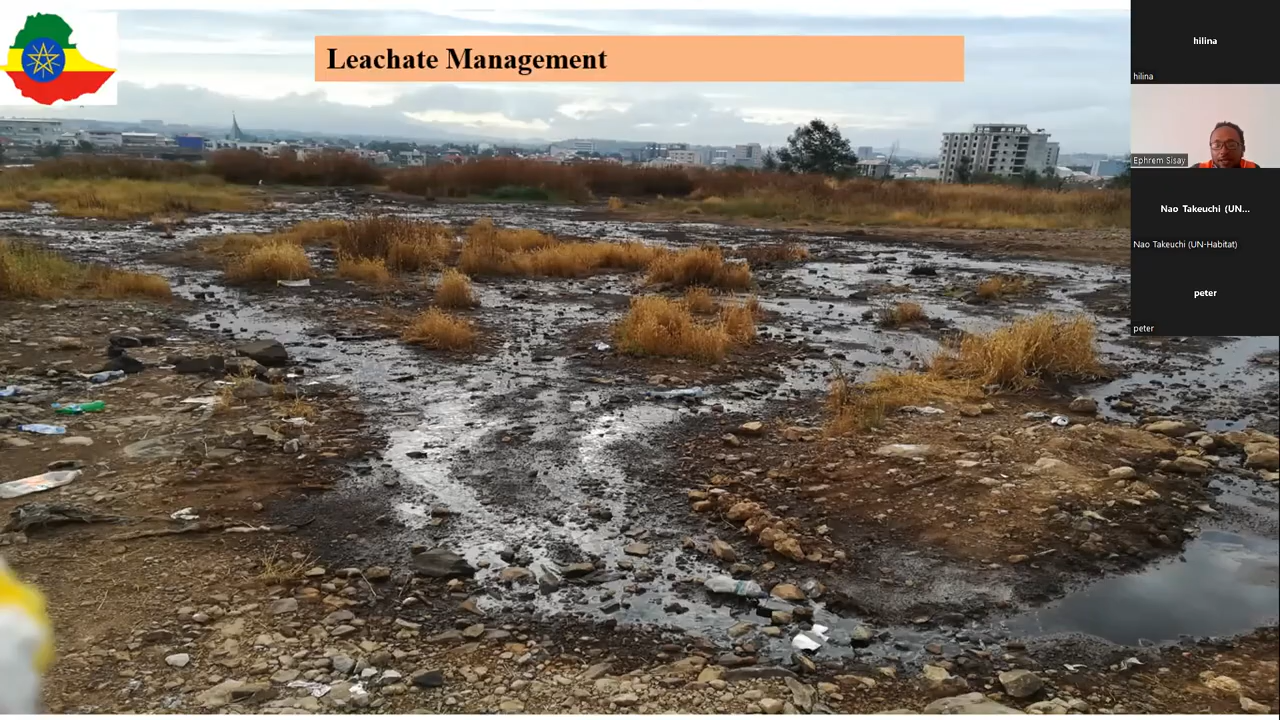 Leachate Management
hilina
hilina
Ephrem Sisay
Nao Takeuchi (UN...
Nao Takeuchi (UN-Habitat)
peter
peter